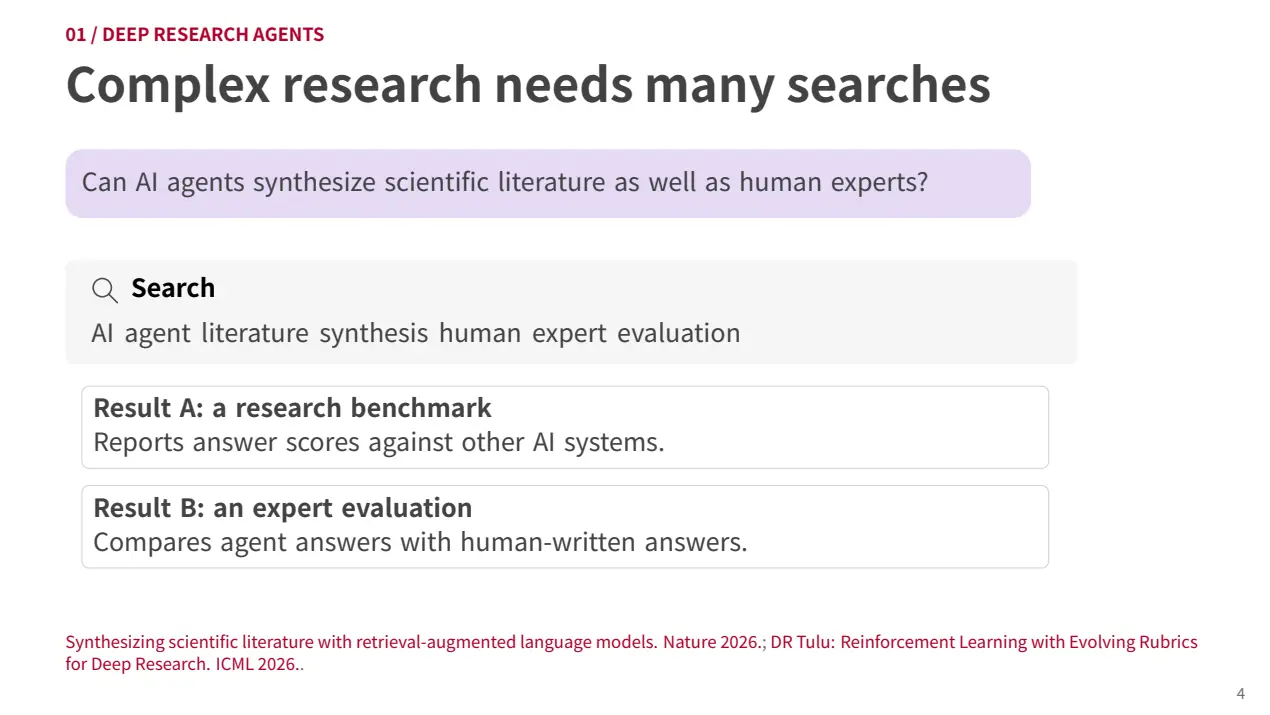 01 / DEEP RESEARCH AGENTS
Complex research needs many searches
Can AI agents synthesize scientific literature as well as human experts?
Search
AI agent literature synthesis human expert evaluation
Result A: a research benchmark
Reports answer scores against other AI systems.
Result B: an expert evaluation
Compares agent answers with human-written answers.
Synthesizing scientific literature with retrieval-augmented language models. Nature 2026.; DR Tulu: Reinforcement Learning with Evolving Rubrics
for Deep Research. ICML 2026..
4